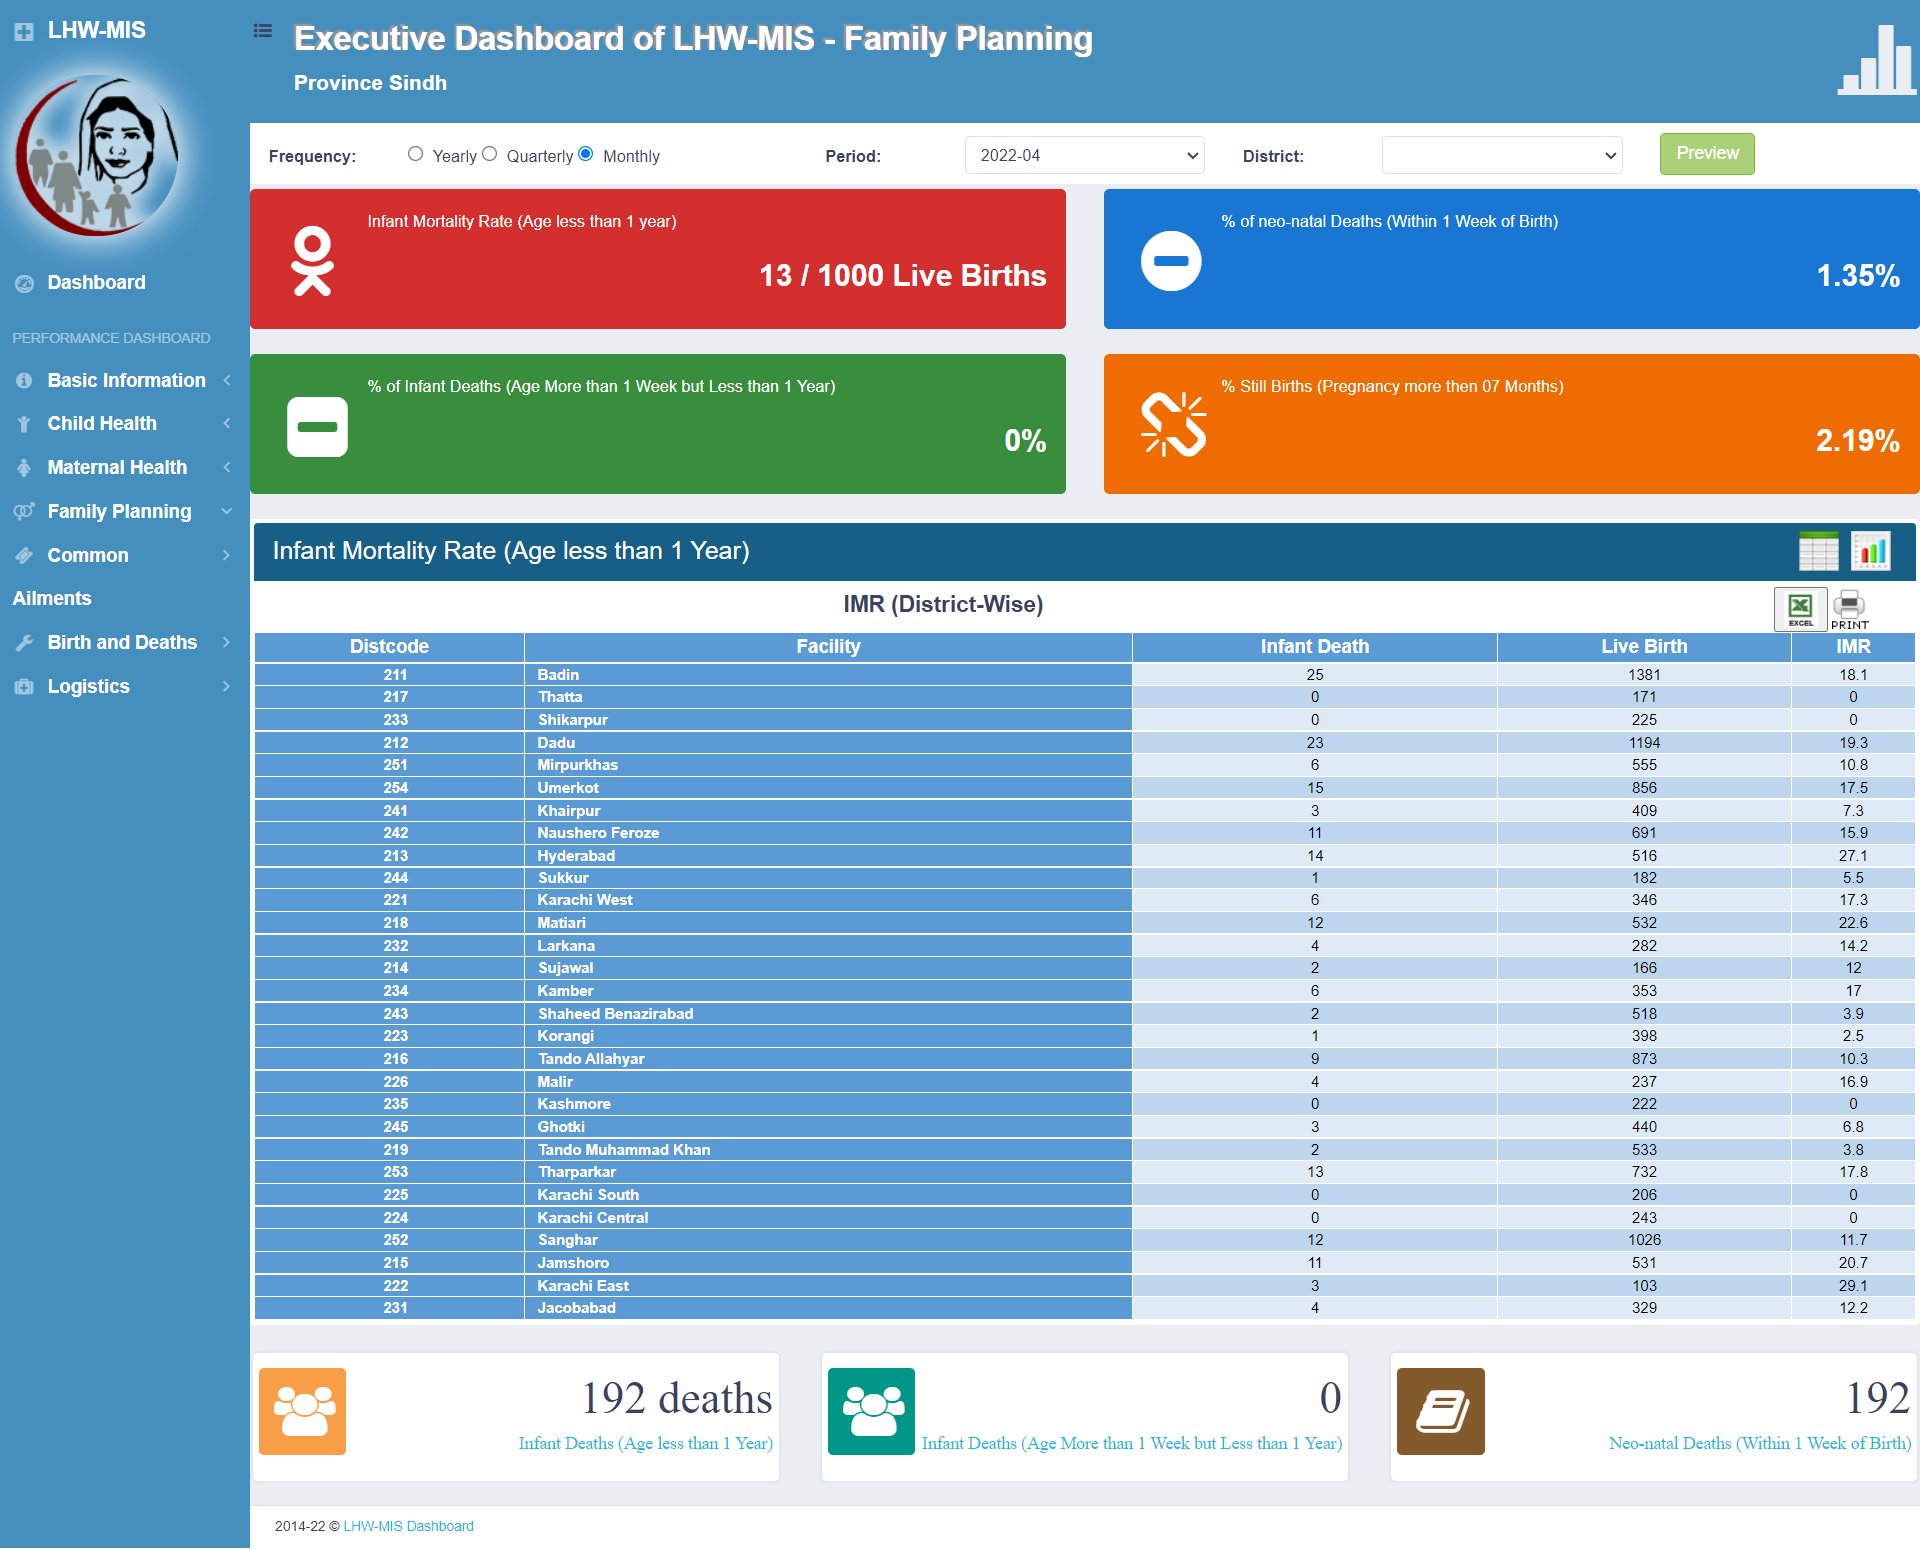 LHW-MIS
Executive Dashboard of LHW-MIS - Family Planning
Province Sindh
Dashboard
PERFORMANCE DASHBOARD
Basic Information
Child Health
Maternal Health
Family Planning
Common
Ailments
Birth and Deaths
Logistics
Frequency: Yearly Quarterly Monthly Period: 2022-04 District: Preview
Infant Mortality Rate (Age less than 1 year)
13 / 1000 Live Births
% of neo-natal Deaths (Within 1 Week of Birth)
1.35%
% of Infant Deaths (Age More than 1 Week but Less than 1 Year)
0%
% Still Births (Pregnancy more then 07 Months)
2.19%
Infant Mortality Rate (Age less than 1 Year)
IMR (District-Wise)
EXCEL PRINT
Distcode Facility Infant Death Live Birth IMR
211 Badin 25 1381 18.1
217 Thatta 0 171 0
233 Shikarpur 0 225 0
212 Dadu 23 1194 19.3
251 Mirpurkhas 6 555 10.8
254 Umerkot 15 856 17.5
241 Khairpur 3 409 7.3
242 Naushero Feroze 11 691 15.9
213 Hyderabad 14 516 27.1
244 Sukkur 1 182 5.5
221 Karachi West 6 346 17.3
218 Matiari 12 532 22.6
232 Larkana 4 282 14.2
214 Sujawal 2 166 12
234 Kamber 6 353 17
243 Shaheed Benazirabad 2 518 3.9
223 Korangi 1 398 2.5
216 Tando Allahyar 9 873 10.3
226 Malir 4 237 16.9
235 Kashmore 0 222 0
245 Ghotki 3 440 6.8
219 Tando Muhammad Khan 2 533 3.8
253 Tharparkar 13 732 17.8
225 Karachi South 0 206 0
224 Karachi Central 0 243 0
252 Sanghar 12 1026 11.7
215 Jamshoro 11 531 20.7
222 Karachi East 3 103 29.1
231 Jacobabad 4 329 12.2
192 deaths
Infant Deaths (Age less than 1 Year)
0
Infant Deaths (Age More than 1 Week but Less than 1 Year)
192
Neo-natal Deaths (Within 1 Week of Birth)
2014-22 © LHW-MIS Dashboard